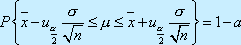 P{x̄ - u_{α/2} σ/√n ≤ μ ≤ x̄ + u_{α/2} σ/√n} = 1 - a